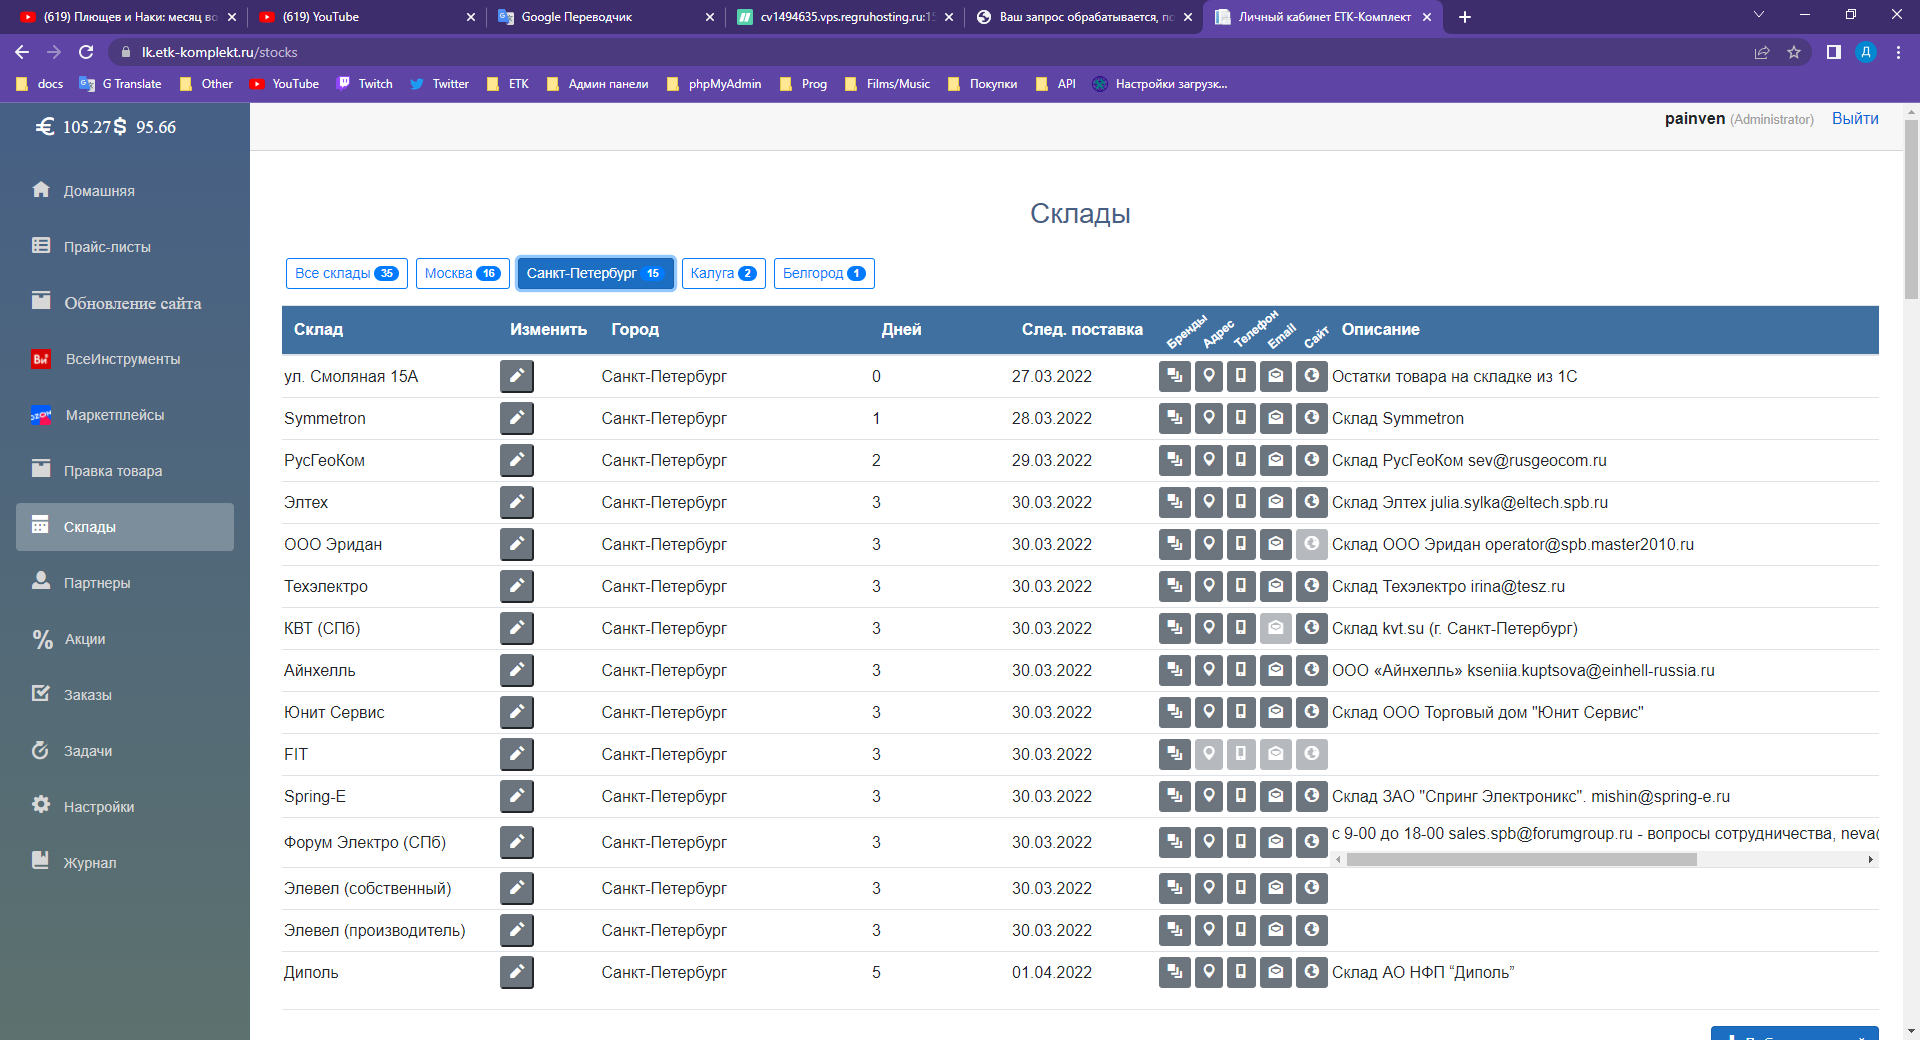 (619) Плющев и Наки: месяц во
(619) YouTube
Google Переводчик
cv1494635.vps.regruhosting.ru:15
Ваш запрос обрабатывается, по
Личный кабинет ЕТК-Комплект
lk.etk-komplekt.ru/stocks
Д
docs
G Translate
Other
YouTube
Twitch
Twitter
ETK
Админ панели
phpMyAdmin
Prog
Films/Music
Покупки
API
Настройки загрузк...
€ 105.27 $ 95.66
painven (Administrator) Выйти
Домашняя
Прайс-листы
Обновление сайта
ВсеИнструменты
Маркетплейсы
Правка товара
Склады
Партнеры
Акции
Заказы
Задачи
Настройки
Журнал
Склады
Все склады 35
Москва 16
Санкт-Петербург 15
Калуга 2
Белгород 1
Склад Изменить Город Дней След. поставка Бренды Адрес Телефон Email Сайт Описание
ул. Смоляная 15А Санкт-Петербург 0 27.03.2022 Остатки товара на складке из 1С
Symmetron Санкт-Петербург 1 28.03.2022 Склад Symmetron
РусГеоКом Санкт-Петербург 2 29.03.2022 Склад РусГеоКом sev@rusgeocom.ru
Элтех Санкт-Петербург 3 30.03.2022 Склад Элтех julia.sylka@eltech.spb.ru
ООО Эридан Санкт-Петербург 3 30.03.2022 Склад ООО Эридан operator@spb.master2010.ru
Техэлектро Санкт-Петербург 3 30.03.2022 Склад Техэлектро irina@tesz.ru
КВТ (СПб) Санкт-Петербург 3 30.03.2022 Склад kvt.su (г. Санкт-Петербург)
Айнхелль Санкт-Петербург 3 30.03.2022 ООО «Айнхелль» kseniia.kuptsova@einhell-russia.ru
Юнит Сервис Санкт-Петербург 3 30.03.2022 Склад ООО Торговый дом "Юнит Сервис"
FIT Санкт-Петербург 3 30.03.2022
Spring-E Санкт-Петербург 3 30.03.2022 Склад ЗАО "Спринг Электроникс". mishin@spring-e.ru
Форум Электро (СПб) Санкт-Петербург 3 30.03.2022 с 9-00 до 18-00 sales.spb@forumgroup.ru - вопросы сотрудничества, neva@
Элевел (собственный) Санкт-Петербург 3 30.03.2022
Элевел (производитель) Санкт-Петербург 3 30.03.2022
Диполь Санкт-Петербург 5 01.04.2022 Склад АО НФП “Диполь”